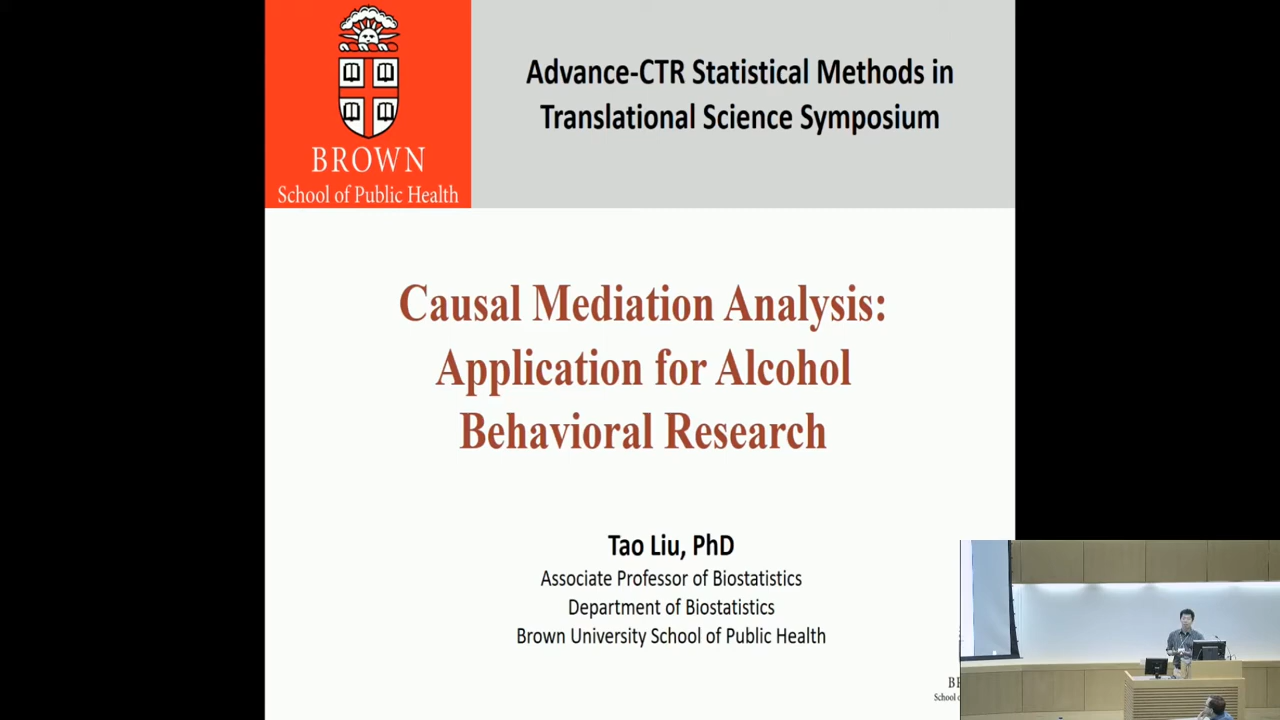 BROWN
School of Public Health
Advance-CTR Statistical Methods in
Translational Science Symposium
Causal Mediation Analysis:
Application for Alcohol
Behavioral Research
Tao Liu, PhD
Associate Professor of Biostatistics
Department of Biostatistics
Brown University School of Public Health